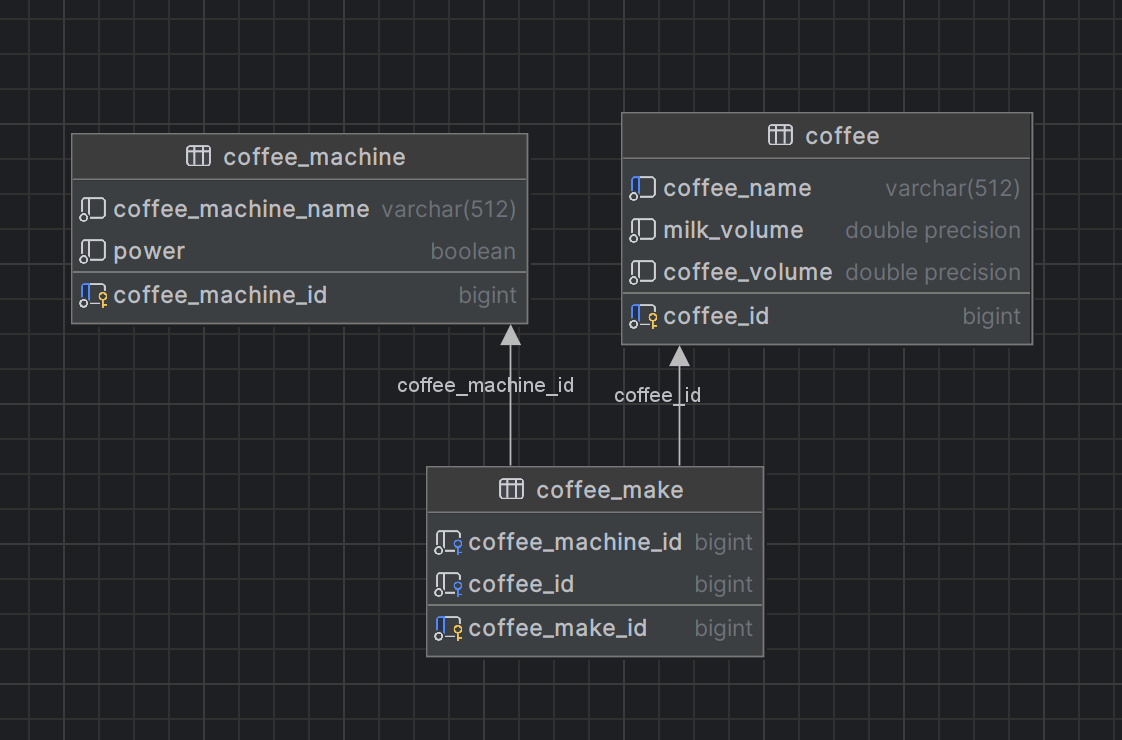 coffee_machine
coffee_machine_name varchar(512)
power boolean
coffee_machine_id bigint
coffee
coffee_name varchar(512)
milk_volume double precision
coffee_volume double precision
coffee_id bigint
coffee_machine_id
coffee_id
coffee_make
coffee_machine_id bigint
coffee_id bigint
coffee_make_id bigint